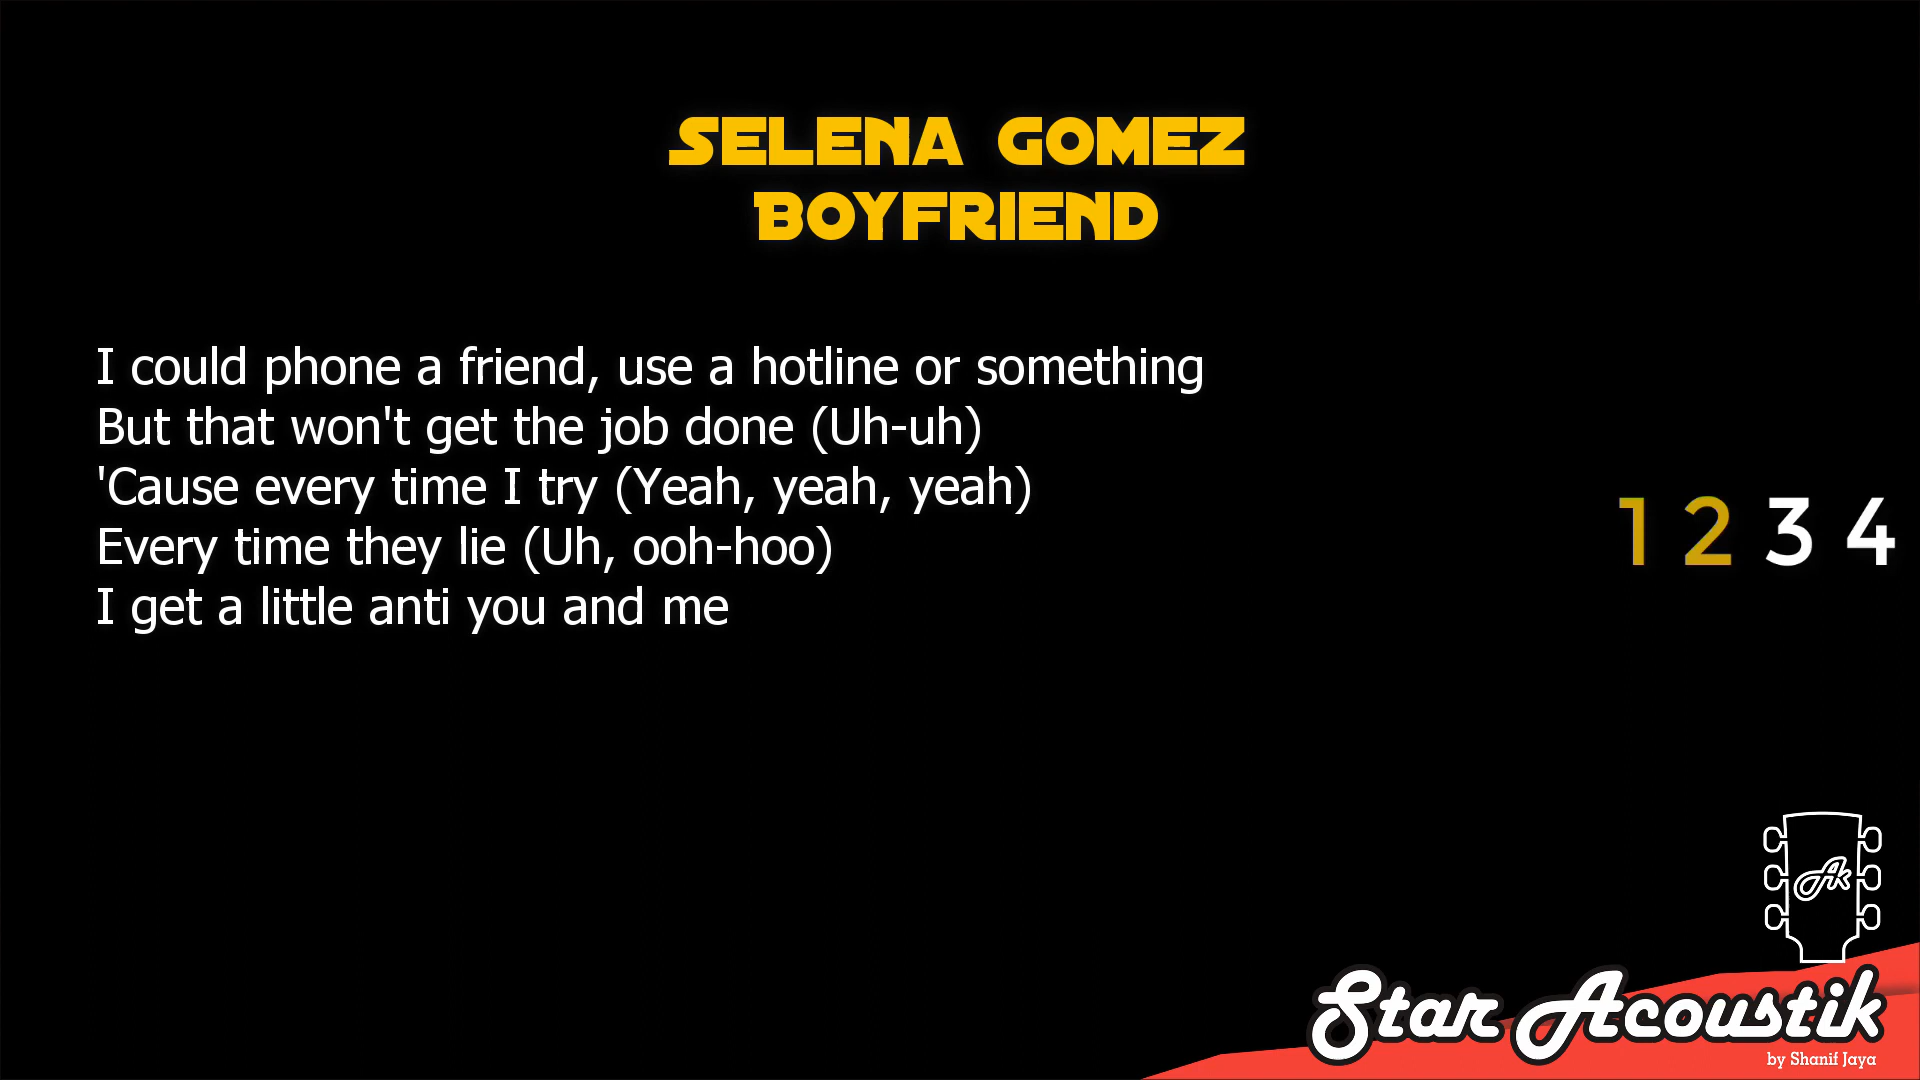 SELENA GOMEZ
BOYFRIEND
I could phone a friend, use a hotline or something
But that won't get the job done (Uh-uh)
'Cause every time I try (Yeah, yeah, yeah)
Every time they lie (Uh, ooh-hoo)
I get a little anti you and me
1 2 3 4
Ak
Star Acoustik
by Shanif Jaya